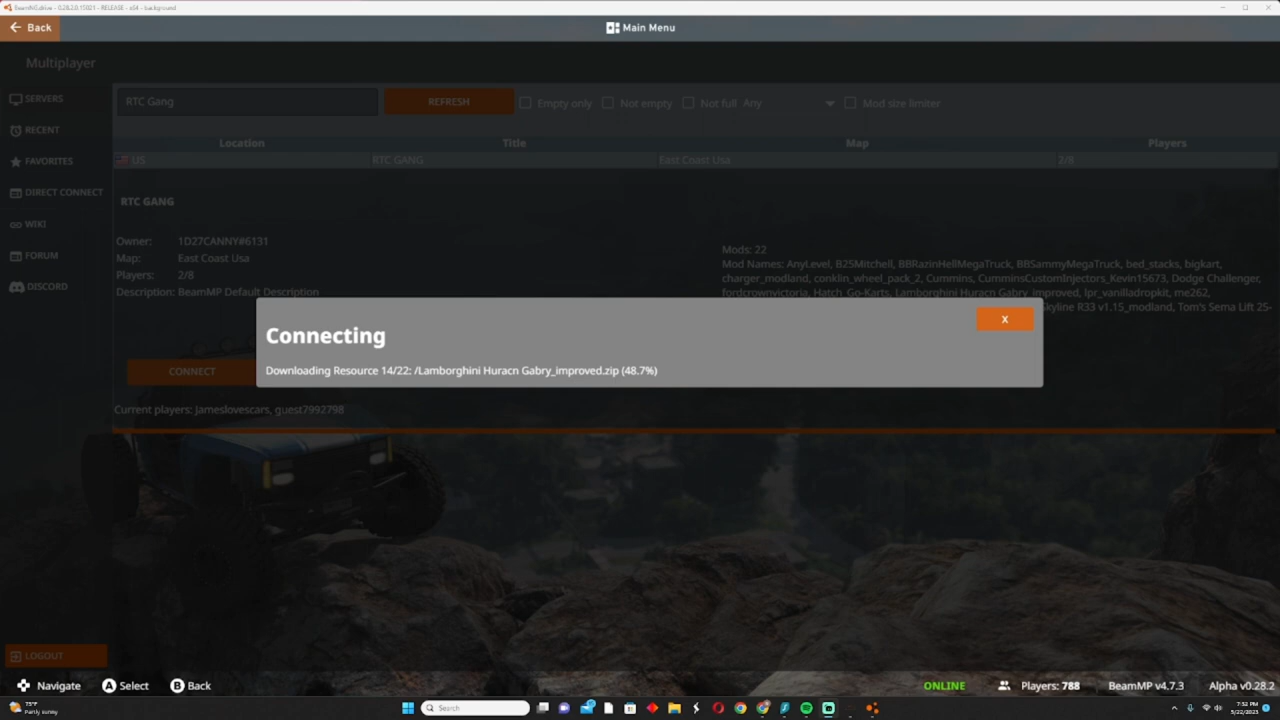 BeamNG.drive - 0.28.2.0.15021 - RELEASE - x64 - background
Back
Main Menu
Multiplayer
SERVERS
RTC Gang
REFRESH
Empty only
Not empty
Not full
Any
Mod size limiter
RECENT
Location
Title
Map
Players
US
RTC GANG
East Coast Usa
2/8
FAVORITES
DIRECT CONNECT
WIKI
FORUM
DISCORD
RTC GANG
Owner: 1D27CANNY#6131
Map: East Coast Usa
Players: 2/8
Description: BeamMP Default Description
Mods: 22
Mod Names: AnyLevel, B25Mitchell, BBRazinHellMegaTruck, BBSammyMegaTruck, bed_stacks, bigkart,
charger_modland, conklin_wheel_pack_2, Cummins, CumminsCustomInjectors_Kevin15673, Dodge Challenger,
fordcrownvictoria, Hatch_Go-Karts, Lamborghini Huracn Gabry_improved, lpr_vanilladropkit, me262,
Skyline R33 v1.15_modland, Tom's Sema Lift 25-
Connecting
X
Downloading Resource 14/22: /Lamborghini Huracn Gabry_improved.zip (48.7%)
CONNECT
Current players: Jameslovescars, guest7992798
LOGOUT
Navigate
A Select
B Back
ONLINE
Players: 788
BeamMP v4.7.3
Alpha v0.28.2
75°F
Partly sunny
Search
7:32 PM
5/22/2023